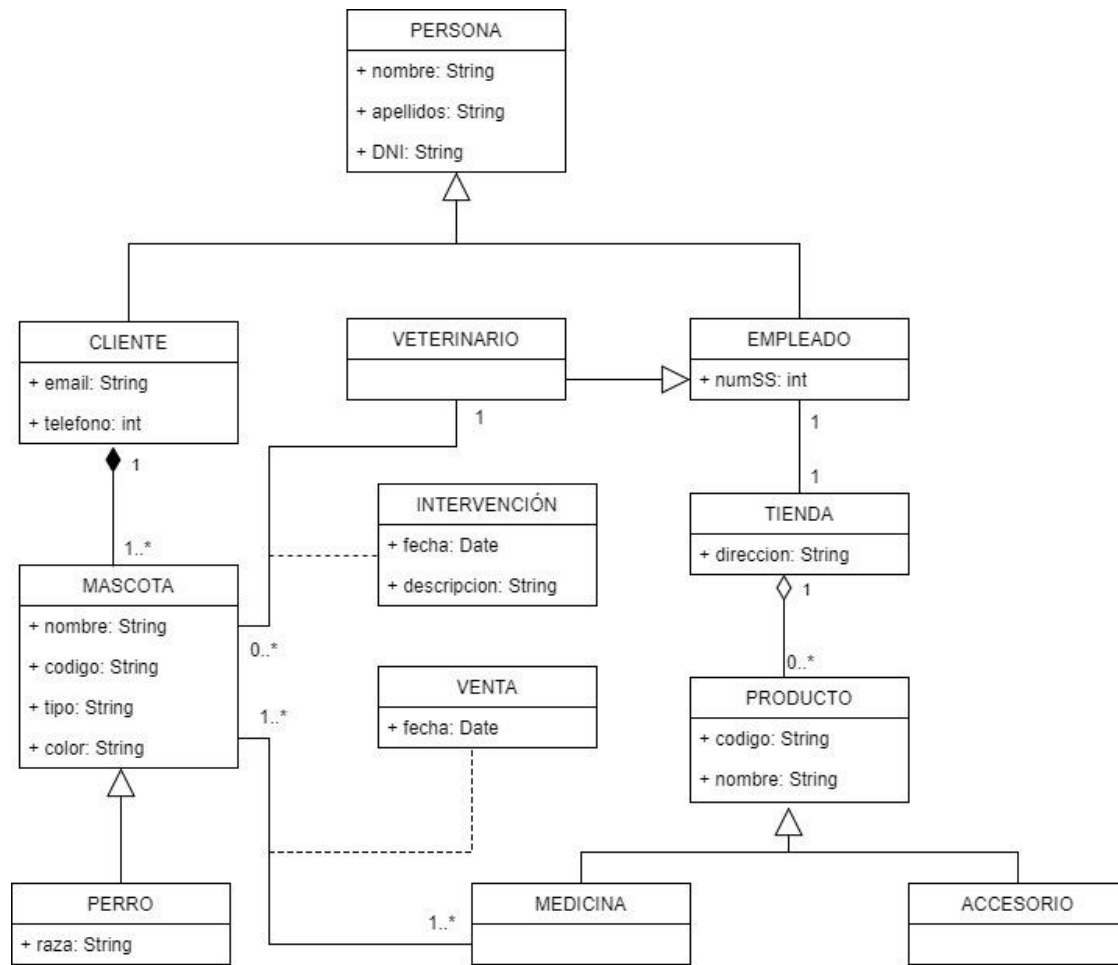 PERSONA
+ nombre: String
+ apellidos: String
+ DNI: String
CLIENTE
+ email: String
+ telefono: int
VETERINARIO
EMPLEADO
+ numSS: int
1
1
1
1
1..*
INTERVENCIÓN
+ fecha: Date
+ descripcion: String
TIENDA
+ direccion: String
1
MASCOTA
+ nombre: String
+ codigo: String
+ tipo: String
+ color: String
0..*
1..*
VENTA
+ fecha: Date
0..*
PRODUCTO
+ codigo: String
+ nombre: String
PERRO
+ raza: String
1..*
MEDICINA
ACCESORIO